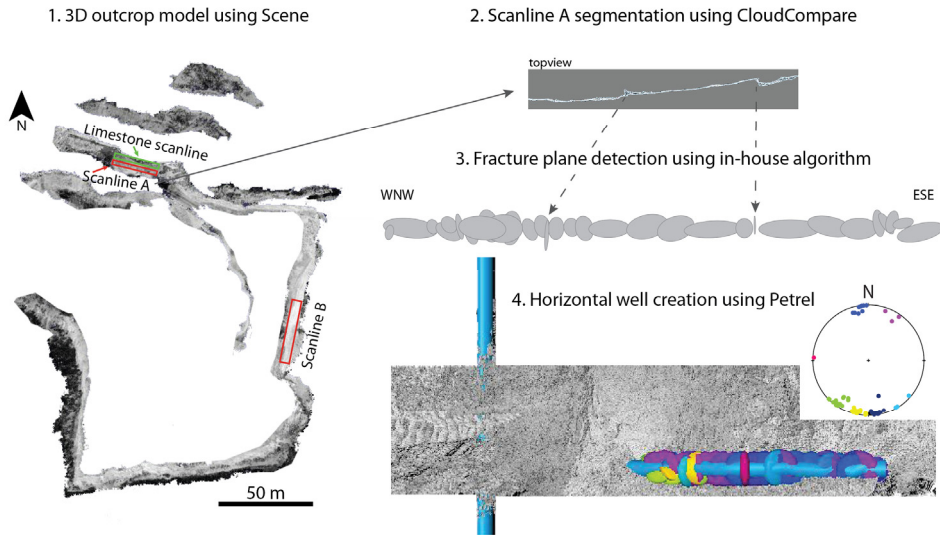 1. 3D outcrop model using Scene
2. Scanline A segmentation using CloudCompare
topview
N
Limestone scanline
Scanline A
3. Fracture plane detection using in-house algorithm
WNW
ESE
Scanline B
4. Horizontal well creation using Petrel
N
50 m